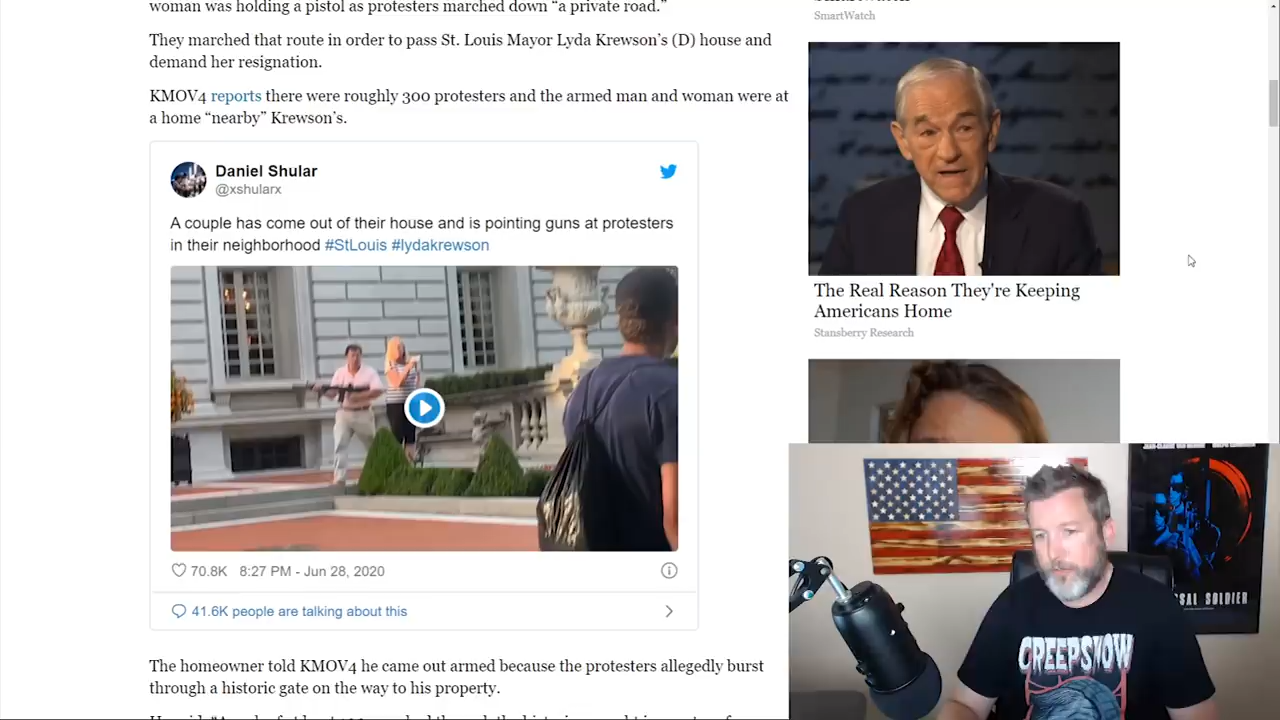 woman was holding a pistol as protesters marched down “a private road.”
They marched that route in order to pass St. Louis Mayor Lyda Krewson’s (D) house and
demand her resignation.
KMOV4 reports there were roughly 300 protesters and the armed man and woman were at
a home “nearby” Krewson’s.
Daniel Shular
@xshularx
A couple has come out of their house and is pointing guns at protesters
in their neighborhood #StLouis #lydakrewson
70.8K 8:27 PM - Jun 28, 2020
41.6K people are talking about this
The homeowner told KMOV4 he came out armed because the protesters allegedly burst
through a historic gate on the way to his property.
SmartWatch
The Real Reason They're Keeping
Americans Home
Stansberry Research
SAL SOLDIER
CREEPSHOW